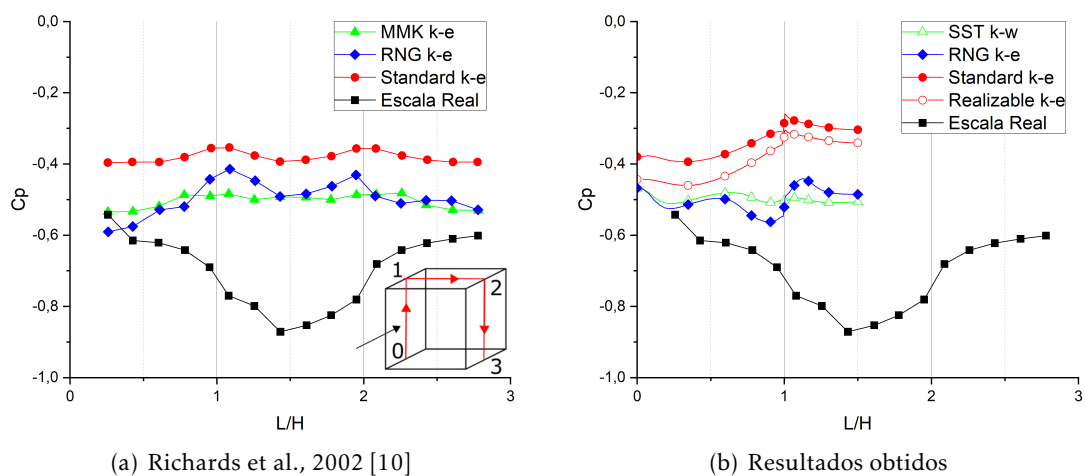 0,0
-0,2
-0,4
-0,6
-0,8
-1,0
Cp
0
1
2
3
L/H
MMK k-e
RNG k-e
Standard k-e
Escala Real
1
2
0
3
(a) Richards et al., 2002 [10]
0,0
-0,2
-0,4
-0,6
-0,8
-1,0
Cp
0
1
2
3
L/H
SST k-w
RNG k-e
Standard k-e
Realizable k-e
Escala Real
(b) Resultados obtidos